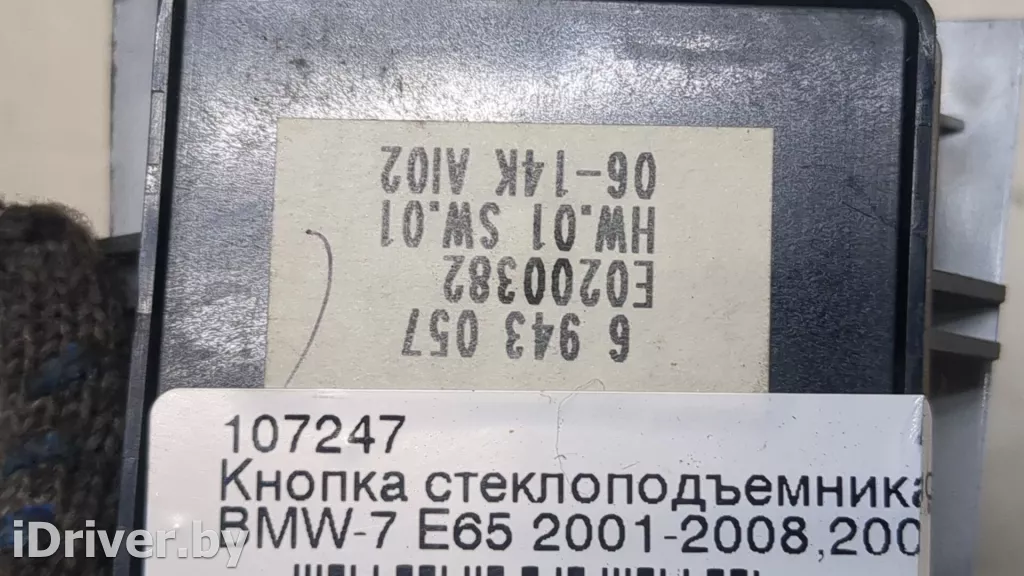 6 943 057
E0200382
HW.01 SW.01
06-14K AI02
107247
Кнопка стеклоподъемника
BMW-7 E65 2001-2008,200
iDriver.by